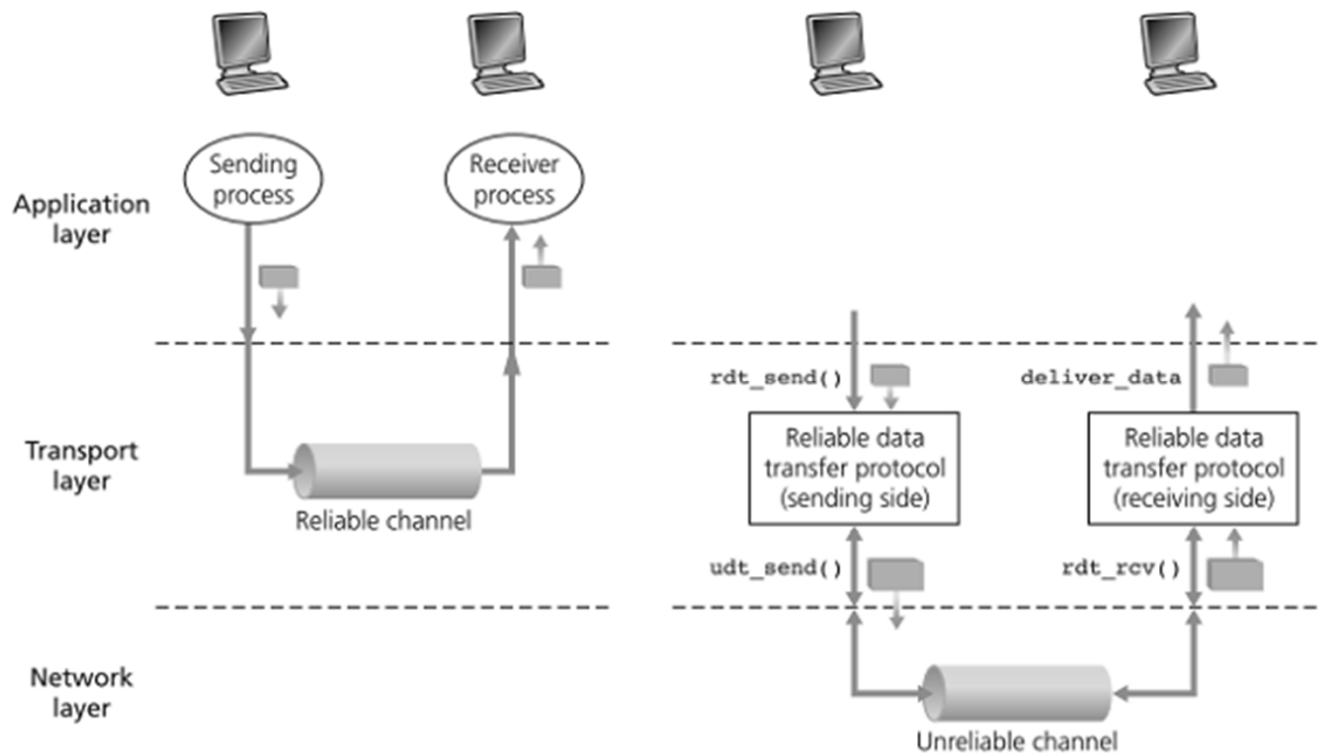 Sending
process
Receiver
process
Application
layer
rdt_send()
deliver_data
Transport
layer
Reliable channel
Reliable data
transfer protocol
(sending side)
Reliable data
transfer protocol
(receiving side)
udt_send()
rdt_rcv()
Network
layer
Unreliable channel